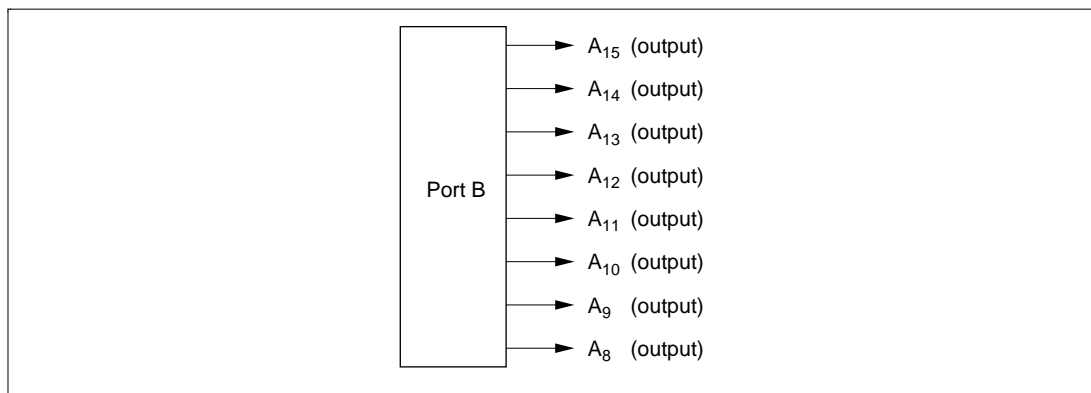 A15 (output)
A14 (output)
A13 (output)
A12 (output)
Port B
A11 (output)
A10 (output)
A9 (output)
A8 (output)